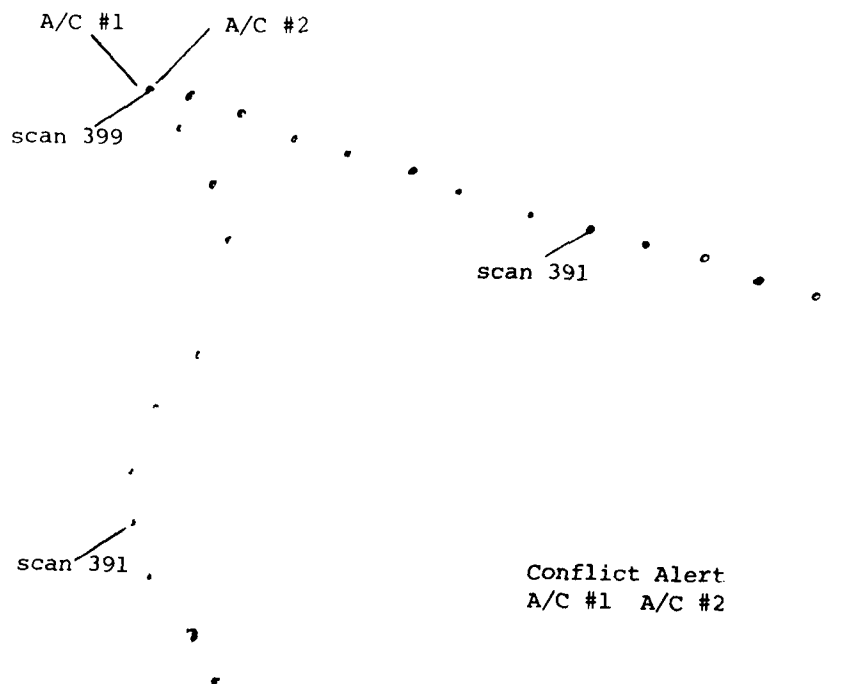 A/C #1
A/C #2
scan 399
scan 391
scan 391
Conflict Alert
A/C #1 A/C #2